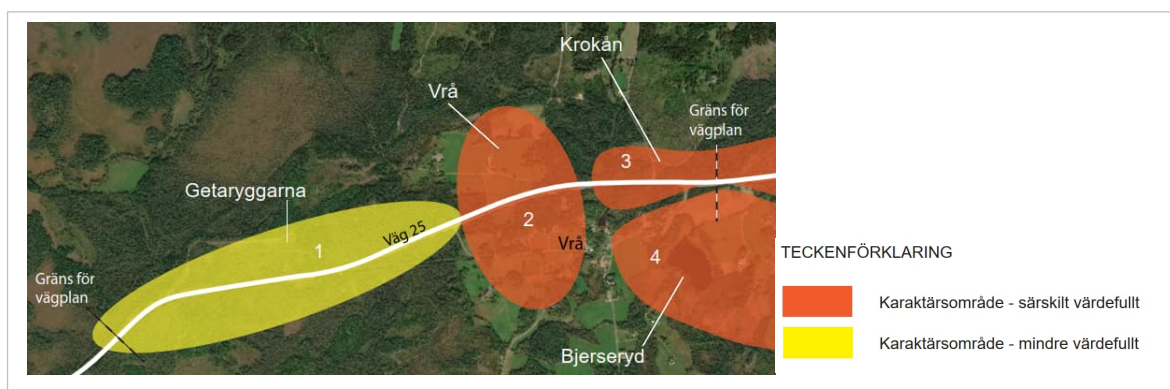 Krokån
Vrå
Gräns för
vägplan
3
Getaryggarna
1
Väg 25
2
Vrå
4
TECKENFÖRKLARING
Gräns för
vägplan
Karaktärsområde - särskilt värdefullt
Karaktärsområde - mindre värdefullt
Bjerseryd